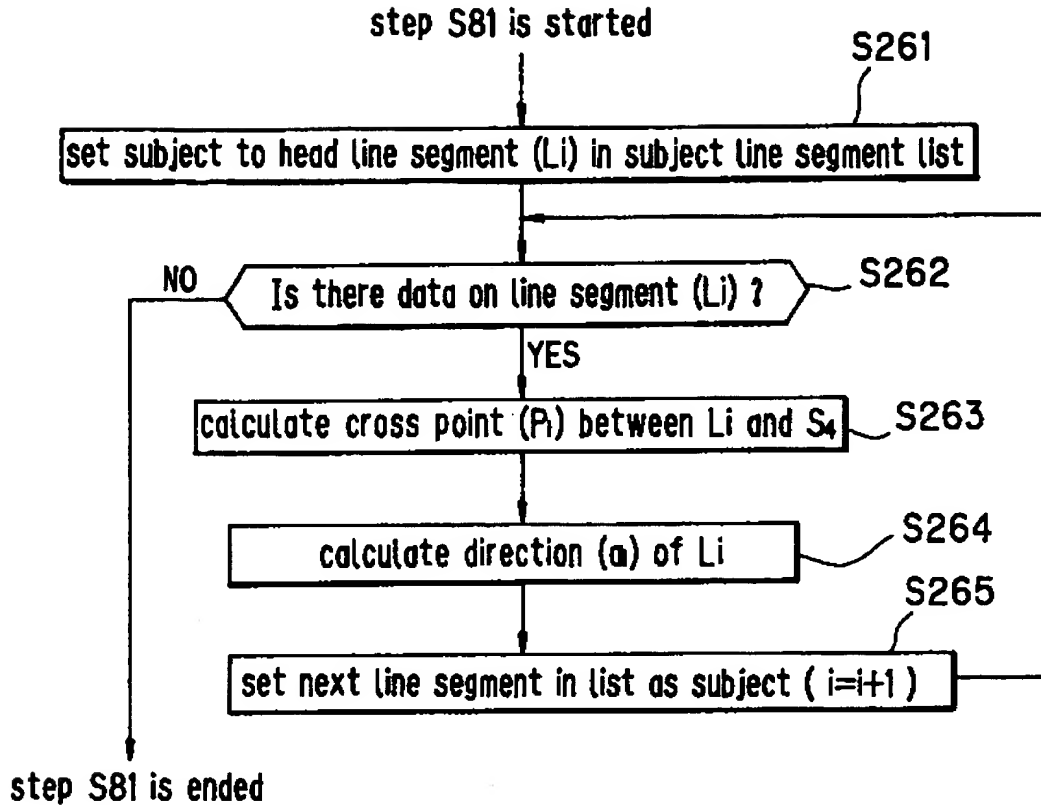 step S81 is started
S261
set subject to head line segment (Li) in subject line segment list
S262
NO
Is there data on line segment (Li) ?
YES
S263
calculate cross point (Pi) between Li and S4
S264
calculate direction (ai) of Li
S265
set next line segment in list as subject ( i=i+1 )
step S81 is ended